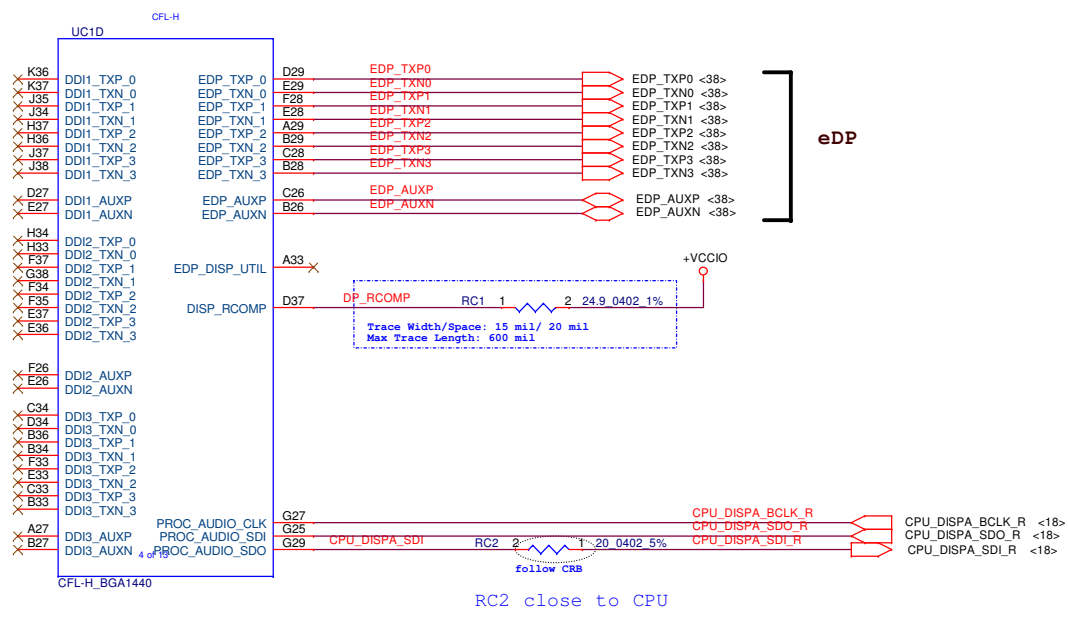 CFL-H
UC1D
K36 DDI1_TXP_0 EDP_TXP_0 D29 EDP_TXP0 EDP_TXP0 <38>
K37 DDI1_TXN_0 EDP_TXN_0 E29 EDP_TXN0 EDP_TXN0 <38>
J35 DDI1_TXP_1 EDP_TXP_1 F28 EDP_TXP1 EDP_TXP1 <38>
J34 DDI1_TXN_1 EDP_TXN_1 E28 EDP_TXN1 EDP_TXN1 <38>
H37 DDI1_TXP_2 EDP_TXP_2 A29 EDP_TXP2 EDP_TXP2 <38>
H36 DDI1_TXN_2 EDP_TXN_2 B29 EDP_TXN2 EDP_TXN2 <38>
J37 DDI1_TXP_3 EDP_TXP_3 C28 EDP_TXP3 EDP_TXP3 <38>
J38 DDI1_TXN_3 EDP_TXN_3 B28 EDP_TXN3 EDP_TXN3 <38>
eDP
D27 DDI1_AUXP EDP_AUXP C26 EDP_AUXP EDP_AUXP <38>
E27 DDI1_AUXN EDP_AUXN B26 EDP_AUXN EDP_AUXN <38>
H34 DDI2_TXP_0
H33 DDI2_TXN_0
F37 DDI2_TXP_1 EDP_DISP_UTIL A33
+VCCIO
G38 DDI2_TXN_1
F34 DDI2_TXP_2
F35 DDI2_TXN_2 DISP_RCOMP D37 DP_RCOMP RC1 1 2 24.9_0402_1%
E37 DDI2_TXP_3
E36 DDI2_TXN_3
Trace Width/Space: 15 mil/ 20 mil
Max Trace Length: 600 mil
F26 DDI2_AUXP
E26 DDI2_AUXN
C34 DDI3_TXP_0
D34 DDI3_TXN_0
B36 DDI3_TXP_1
B34 DDI3_TXN_1
F33 DDI3_TXP_2
E33 DDI3_TXN_2
C33 DDI3_TXP_3
B33 DDI3_TXN_3
PROC_AUDIO_CLK G27 CPU_DISPA_BCLK_R CPU_DISPA_BCLK_R <18>
A27 DDI3_AUXP PROC_AUDIO_SDI G25 CPU_DISPA_SDO_R CPU_DISPA_SDO_R <18>
B27 DDI3_AUXN 4 of 13 PROC_AUDIO_SDO G29 CPU_DISPA_SDI RC2 2 1 20_0402_5% CPU_DISPA_SDI_R CPU_DISPA_SDI_R <18>
follow CRB
CFL-H_BGA1440
RC2 close to CPU